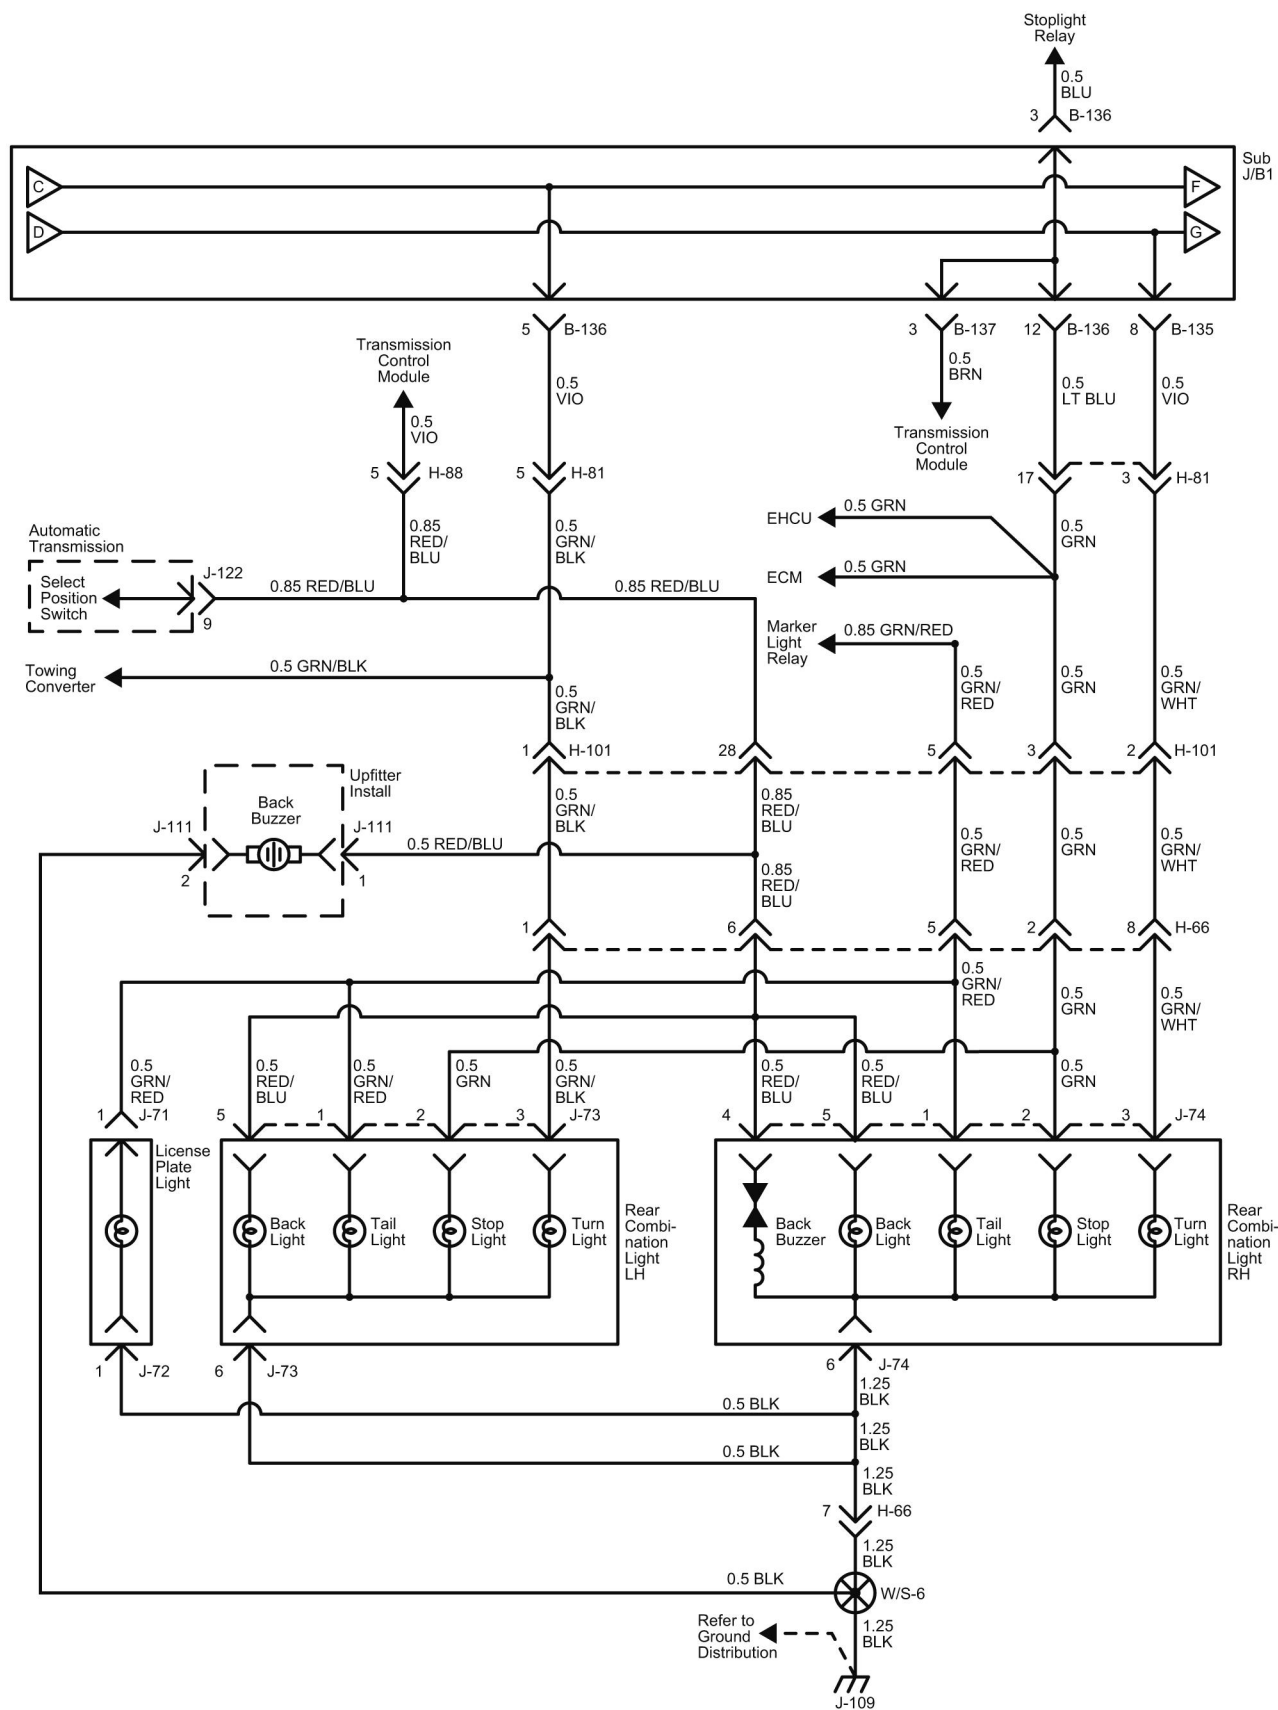 Stoplight
Relay
0.5
BLU
3
B-136
Sub
J/B1
C
F
D
G
5
B-136
3
B-137
12
B-136
8
B-135
Transmission
Control
Module
0.5
VIO
0.5
BRN
0.5
LT BLU
0.5
VIO
0.5
VIO
Transmission
Control
Module
5
H-88
5
H-81
17
3
H-81
EHCU
0.5 GRN
Automatic
Transmission
0.85
RED/
BLU
0.5
GRN/
BLK
0.5
GRN
ECM
0.5 GRN
Select
Position
Switch
J-122
9
0.85 RED/BLU
0.85 RED/BLU
Marker
Light
Relay
0.85 GRN/RED
Towing
Converter
0.5 GRN/BLK
0.5
GRN/
BLK
0.5
GRN/
RED
0.5
GRN
0.5
GRN/
WHT
1
H-101
28
5
3
2
H-101
Upfitter
Install
Back
Buzzer
0.5
GRN/
BLK
0.85
RED/
BLU
J-111
2
J-111
1
0.5 RED/BLU
0.5
GRN/
RED
0.5
GRN
0.5
GRN/
WHT
0.85
RED/
BLU
1
6
5
2
8
H-66
0.5
GRN/
RED
0.5
GRN
0.5
GRN/
WHT
0.5
GRN/
RED
0.5
RED/
BLU
0.5
GRN/
RED
0.5
GRN
0.5
GRN/
BLK
0.5
RED/
BLU
0.5
RED/
BLU
0.5
GRN
1
J-71
5
1
2
3
J-73
4
5
1
2
3
J-74
License
Plate
Light
Back
Light
Tail
Light
Stop
Light
Turn
Light
Rear
Combi-
nation
Light
LH
Back
Buzzer
Back
Light
Tail
Light
Stop
Light
Turn
Light
Rear
Combi-
nation
Light
RH
1
J-72
6
J-73
6
J-74
1.25
BLK
0.5 BLK
1.25
BLK
0.5 BLK
1.25
BLK
7
H-66
1.25
BLK
0.5 BLK
W/S-6
Refer to
Ground
Distribution
1.25
BLK
J-109